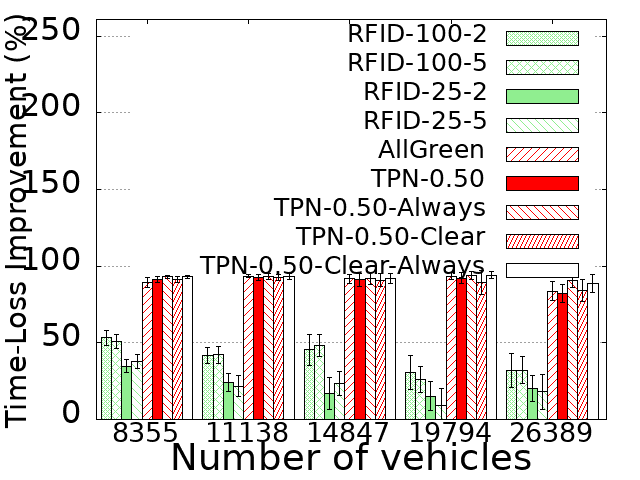 Time-Loss Improvement (%)
250
200
150
100
50
0
RFID-100-2
RFID-100-5
RFID-25-2
RFID-25-5
AllGreen
TPN-0.50
TPN-0.50-Always
TPN-0.50-Clear
TPN-0.50-Clear-Always
8355 11138 14847 19794 26389
Number of vehicles